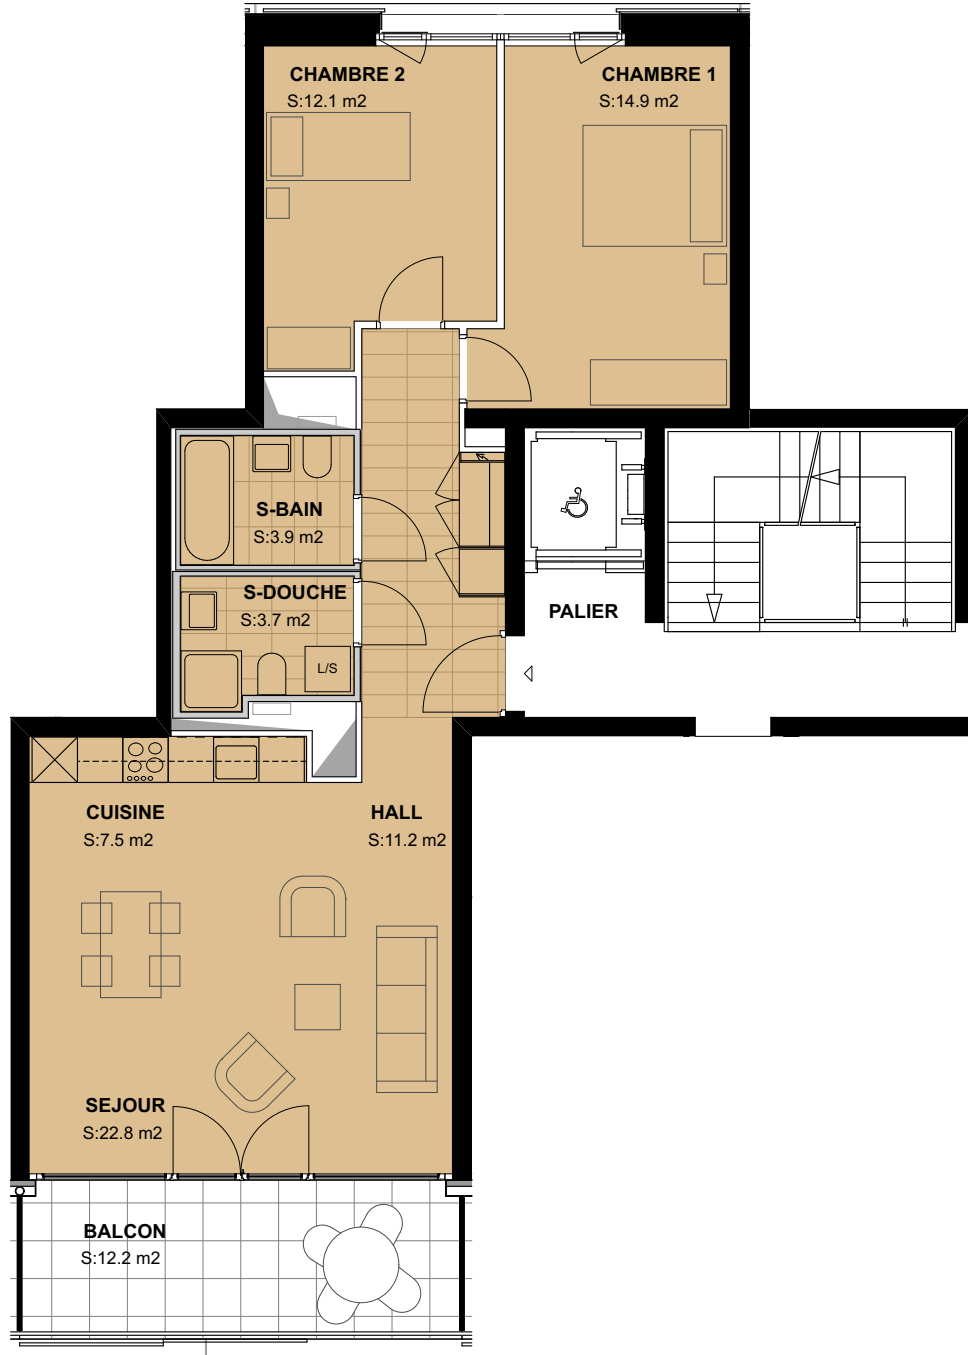 CHAMBRE 2
S:12.1 m2
CHAMBRE 1
S:14.9 m2
S-BAIN
S:3.9 m2
S-DOUCHE
S:3.7 m2
L/S
PALIER
CUISINE
S:7.5 m2
HALL
S:11.2 m2
SEJOUR
S:22.8 m2
BALCON
S:12.2 m2